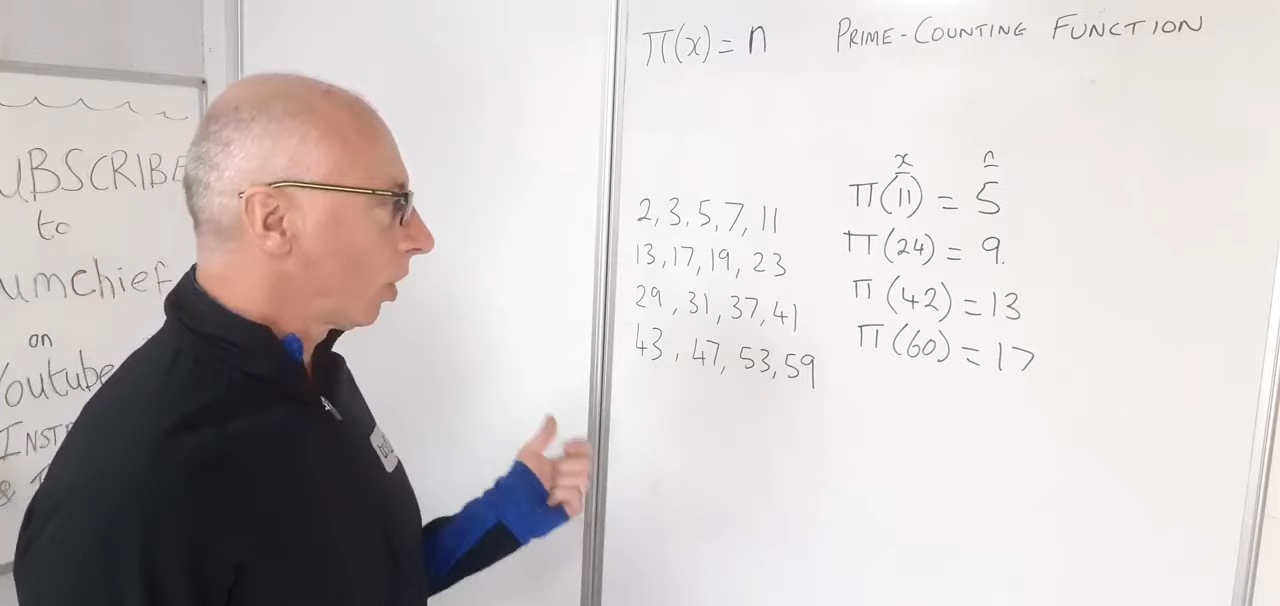 π(x) = n PRIME-COUNTING FUNCTION
UBSCRIBE
to
umchief
on
Youtube
INST
&
2, 3, 5, 7, 11
13, 17, 19, 23
29, 31, 37, 41
43, 47, 53, 59
x n
π(11) = 5
π(24) = 9.
π(42) = 13
π(60) = 17